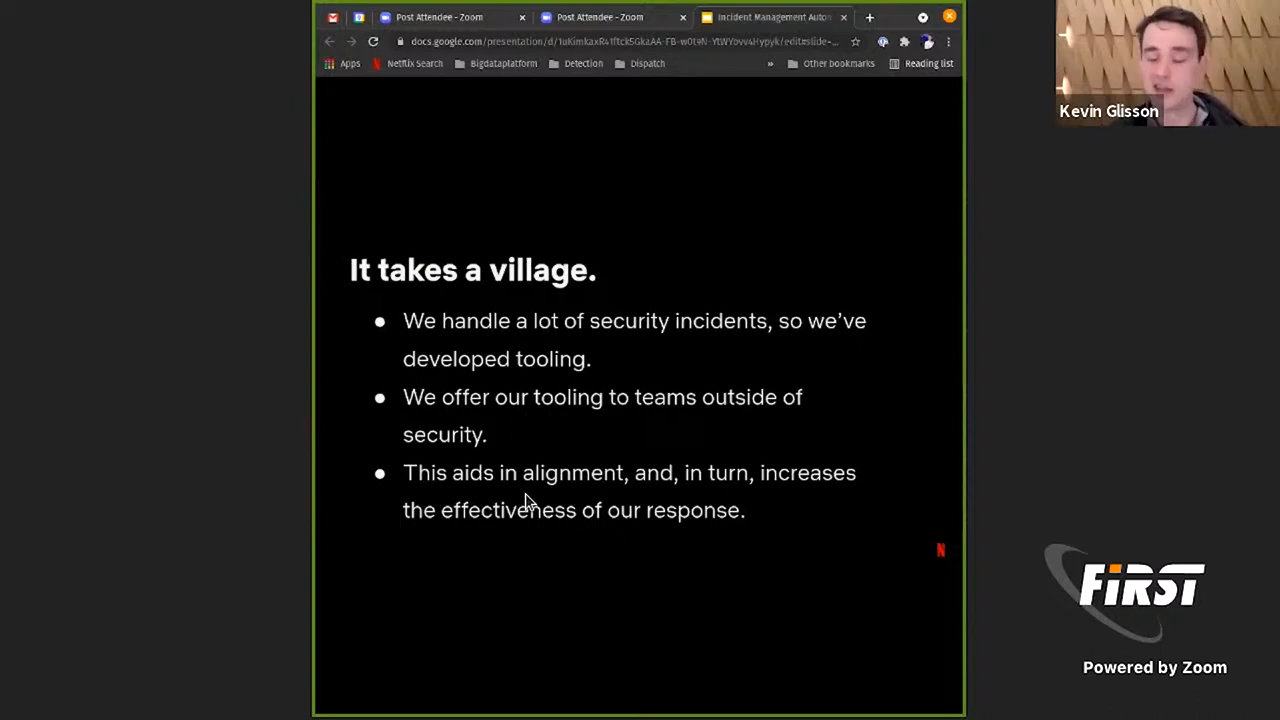 Post Attendee - Zoom
Post Attendee - Zoom
Incident Management Auto
Apps
Netflix Search
Bigdataplatform
Detection
Dispatch
»
Other bookmarks
Reading list
Kevin Glisson
It takes a village.
● We handle a lot of security incidents, so we've
developed tooling.
● We offer our tooling to teams outside of
security.
● This aids in alignment, and, in turn, increases
the effectiveness of our response.
N
FiRST
Powered by Zoom